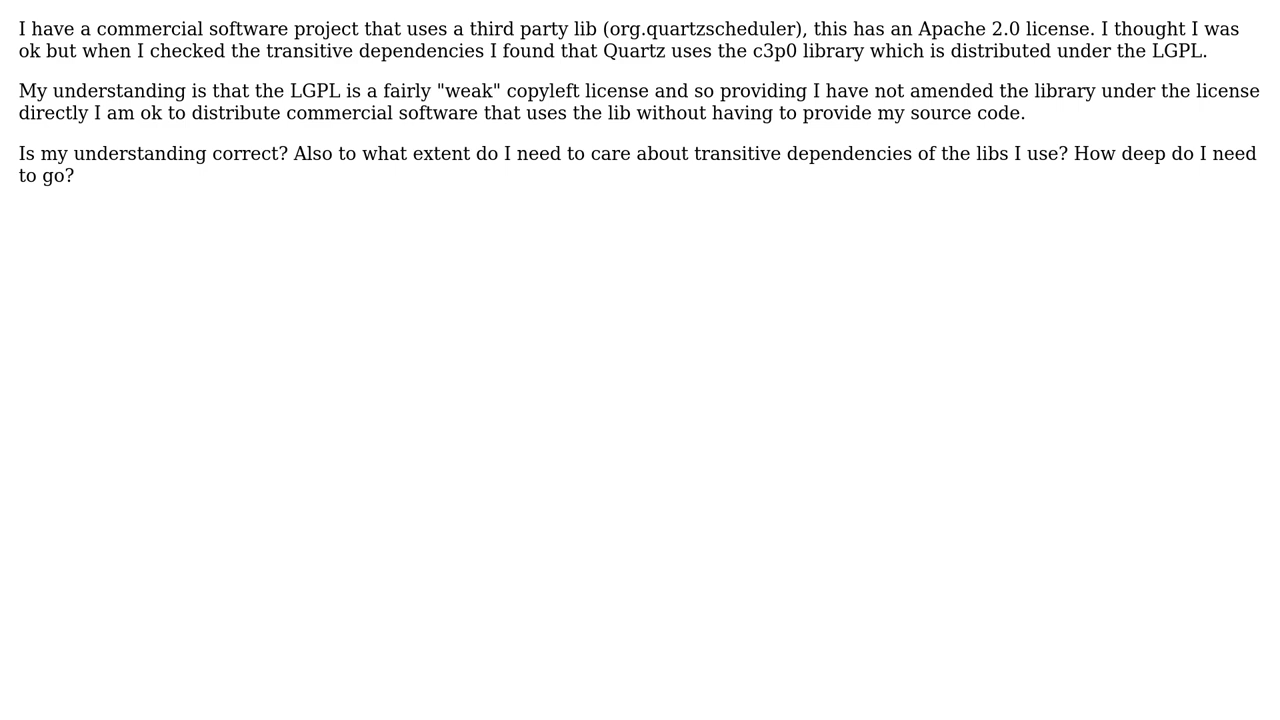 I have a commercial software project that uses a third party lib (org.quartzscheduler), this has an Apache 2.0 license. I thought I was
ok but when I checked the transitive dependencies I found that Quartz uses the c3p0 library which is distributed under the LGPL.
My understanding is that the LGPL is a fairly "weak" copyleft license and so providing I have not amended the library under the license
directly I am ok to distribute commercial software that uses the lib without having to provide my source code.
Is my understanding correct? Also to what extent do I need to care about transitive dependencies of the libs I use? How deep do I need
to go?